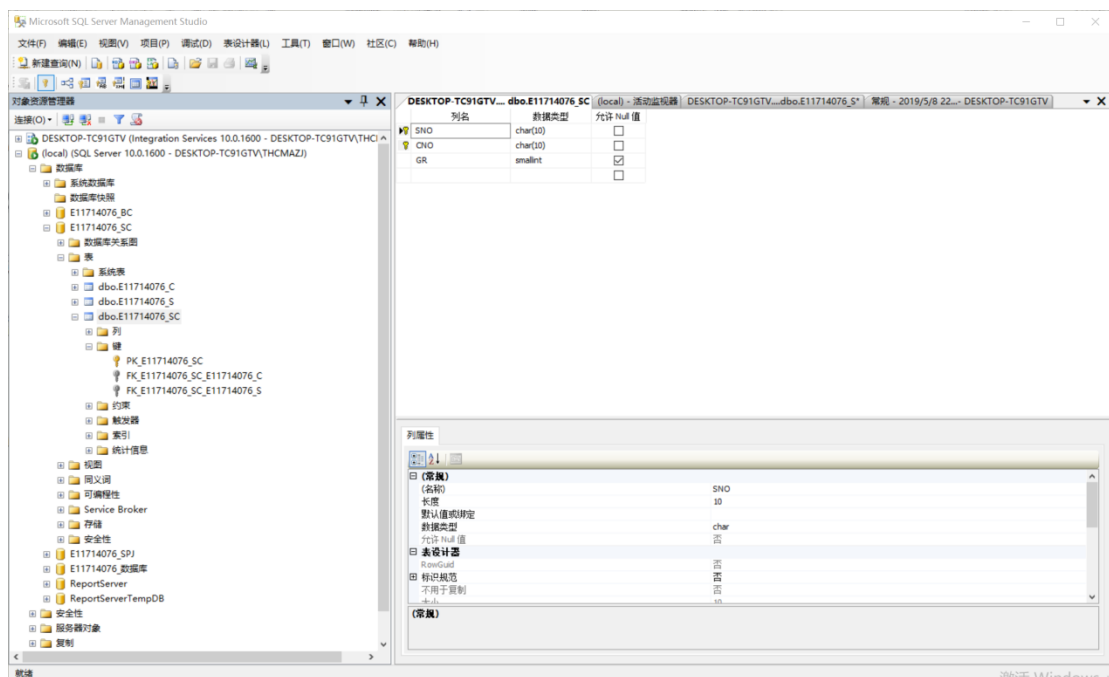 Microsoft SQL Server Management Studio
文件(F) 编辑(E) 视图(V) 项目(P) 调试(D) 表设计器(L) 工具(T) 窗口(W) 社区(C) 帮助(H)
新建查询(N)
对象资源管理器
连接(O)
DESKTOP-TC91GTV (Integration Services 10.0.1600 - DESKTOP-TC91GTV\THCI
(local) (SQL Server 10.0.1600 - DESKTOP-TC91GTV\THCMAZJ)
数据库
系统数据库
数据库快照
E11714076_BC
E11714076_SC
数据库关系图
表
系统表
dbo.E11714076_C
dbo.E11714076_S
dbo.E11714076_SC
列
键
PK_E11714076_SC
FK_E11714076_SC_E11714076_C
FK_E11714076_SC_E11714076_S
约束
触发器
索引
统计信息
视图
同义词
可编程性
Service Broker
存储
安全性
E11714076_SPJ
E11714076_数据库
ReportServer
ReportServerTempDB
安全性
服务器对象
复制
DESKTOP-TC91GTV.... dbo.E11714076_SC (local) - 活动监视器 DESKTOP-TC91GTV....dbo.E11714076_S* 常规 - 2019/5/8 22...- DESKTOP-TC91GTV
列名 数据类型 允许 Null 值
SNO char(10)
CNO char(10)
GR smallint
列属性
(常规)
(名称) SNO
长度 10
默认值或绑定
数据类型 char
允许 Null 值 否
表设计器
RowGuid 否
标识规范 否
不用于复制 否
大小 10
(常规)
就绪
激活 Windows